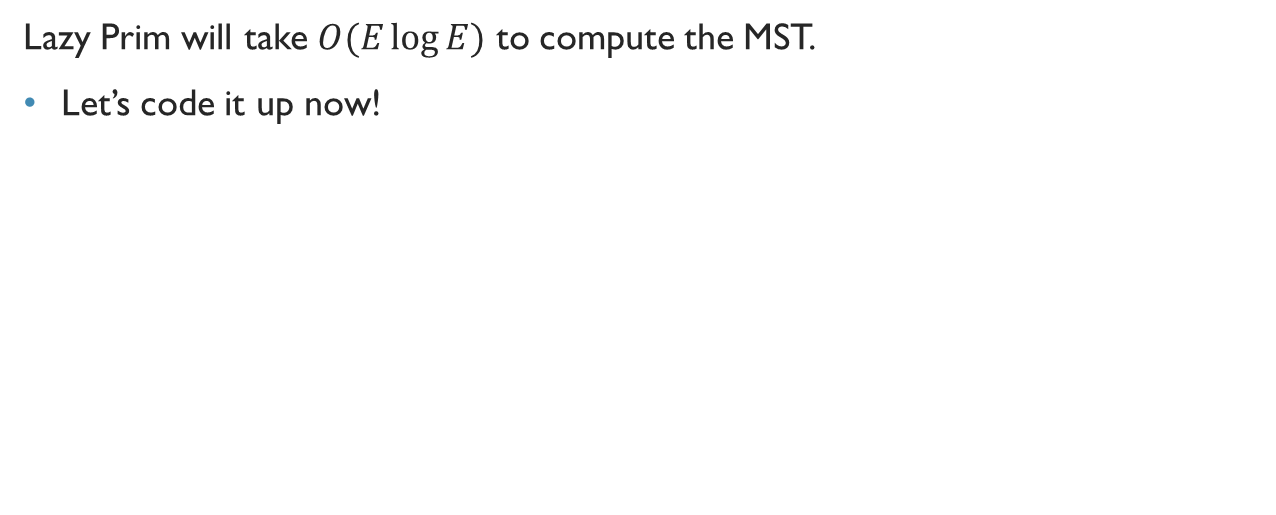 Lazy Prim will take O(E log E) to compute the MST.
• Let’s code it up now!